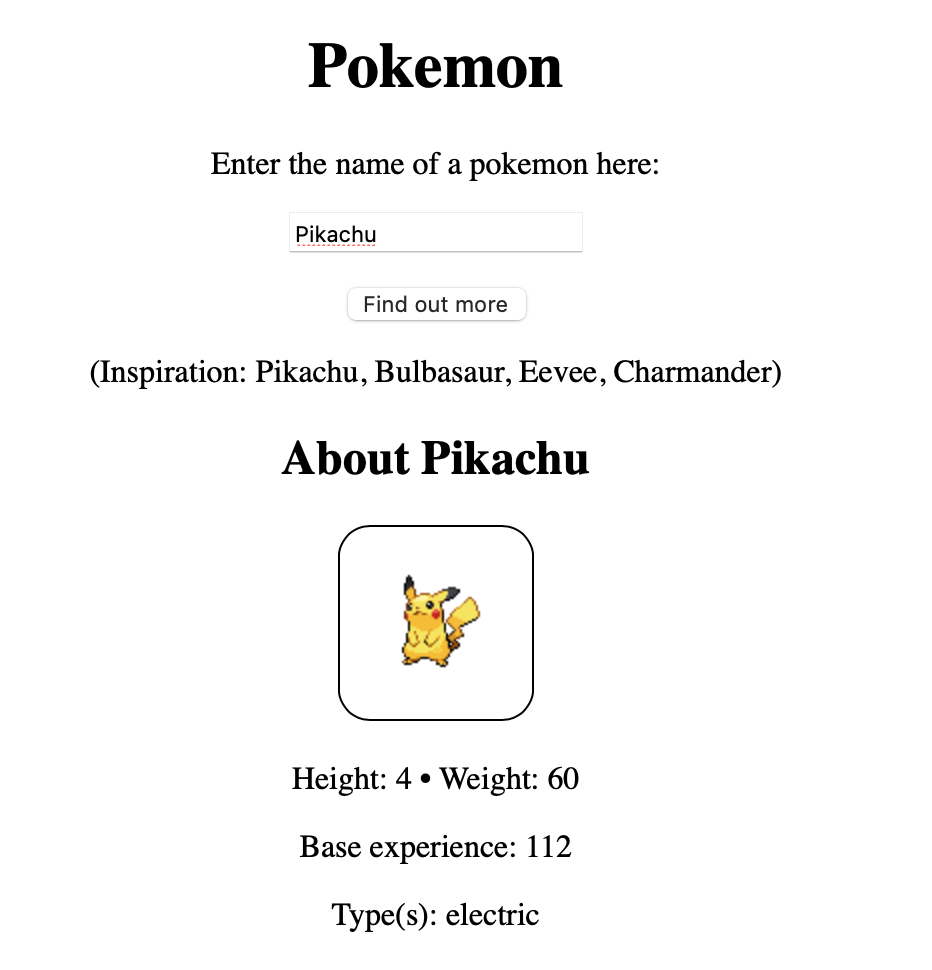 Pokemon
Enter the name of a pokemon here:
Pikachu
Find out more
(Inspiration: Pikachu, Bulbasaur, Eevee, Charmander)
About Pikachu
Height: 4 • Weight: 60
Base experience: 112
Type(s): electric